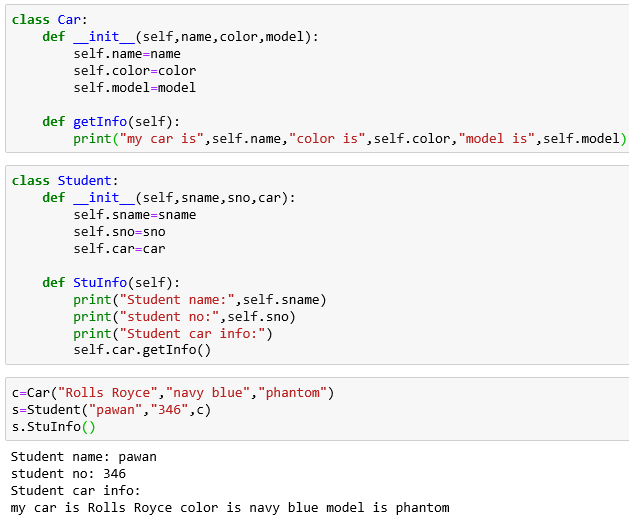 class Car:
    def __init__(self,name,color,model):
        self.name=name
        self.color=color
        self.model=model

    def getInfo(self):
        print("my car is",self.name,"color is",self.color,"model is",self.model)

class Student:
    def __init__(self,sname,sno,car):
        self.sname=sname
        self.sno=sno
        self.car=car

    def StuInfo(self):
        print("Student name:",self.sname)
        print("student no:",self.sno)
        print("Student car info:")
        self.car.getInfo()

c=Car("Rolls Royce","navy blue","phantom")
s=Student("pawan","346",c)
s.StuInfo()

Student name: pawan
student no: 346
Student car info:
my car is Rolls Royce color is navy blue model is phantom